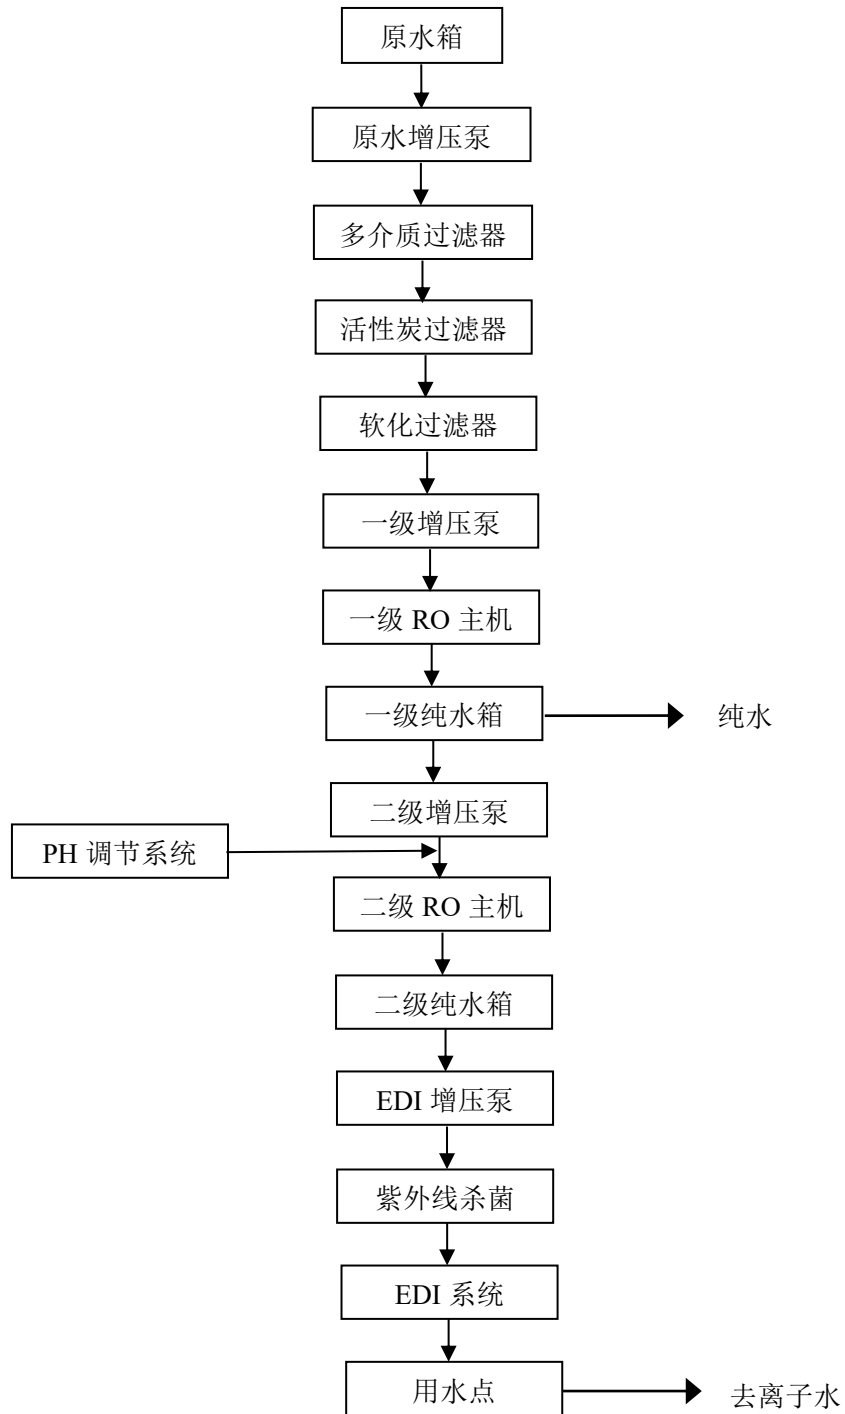 原水箱
原水增压泵
多介质过滤器
活性炭过滤器
软化过滤器
一级增压泵
一级 RO 主机
一级纯水箱
纯水
二级增压泵
PH 调节系统
二级 RO 主机
二级纯水箱
EDI 增压泵
紫外线杀菌
EDI 系统
用水点
去离子水